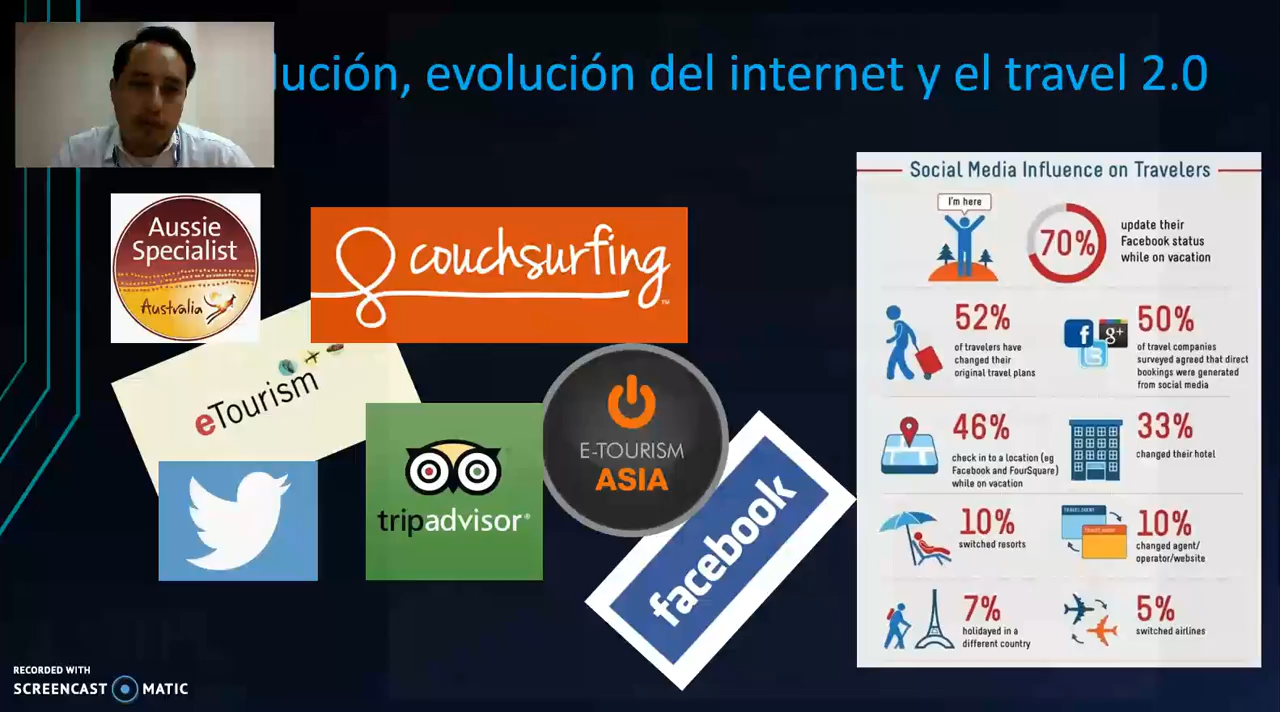 lución, evolución del internet y el travel 2.0
Aussie
Specialist
Australia
couchsurfing
TM
eTourism
tripadvisor®
E-TOURISM
ASIA
facebook
Social Media Influence on Travelers
I'm here
70%
update their
Facebook status
while on vacation
52%
of travelers have
changed their
original travel plans
f
g+
50%
of travel companies
surveyed agreed that direct
bookings were generated
from social media
46%
check in to a location (eg
Facebook and FourSquare)
while on vacation
33%
changed their hotel
10%
switched resorts
TRAVEL AGENT
10%
changed agent/
operator/website
7%
holidayed in a
different country
5%
switched airlines
RECORDED WITH
SCREENCAST MATIC